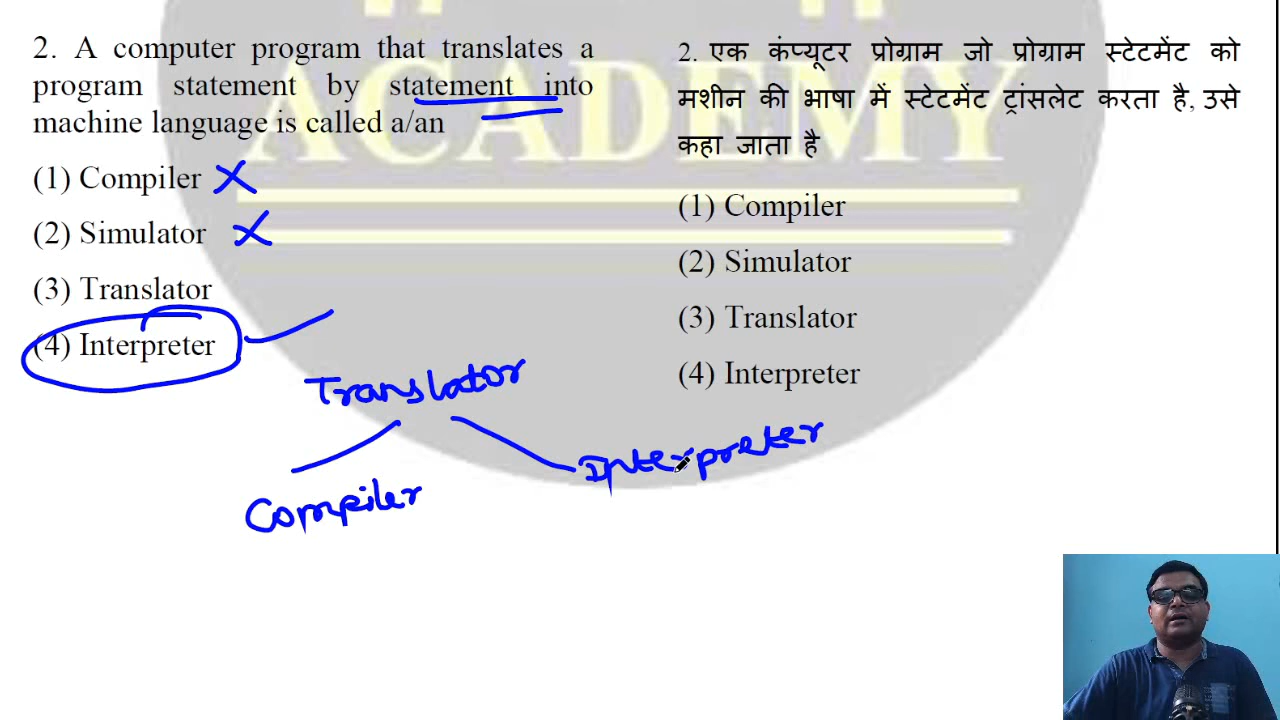 2. A computer program that translates a
program statement by statement into
machine language is called a/an
(1) Compiler
(2) Simulator
(3) Translator
(4) Interpreter
2. एक कंप्यूटर प्रोग्राम जो प्रोग्राम स्टेटमेंट को
मशीन की भाषा में स्टेटमेंट ट्रांसलेट करता है, उसे
कहा जाता है
(1) Compiler
(2) Simulator
(3) Translator
(4) Interpreter
Translator
Compiler
Interpreter
ACADEMY